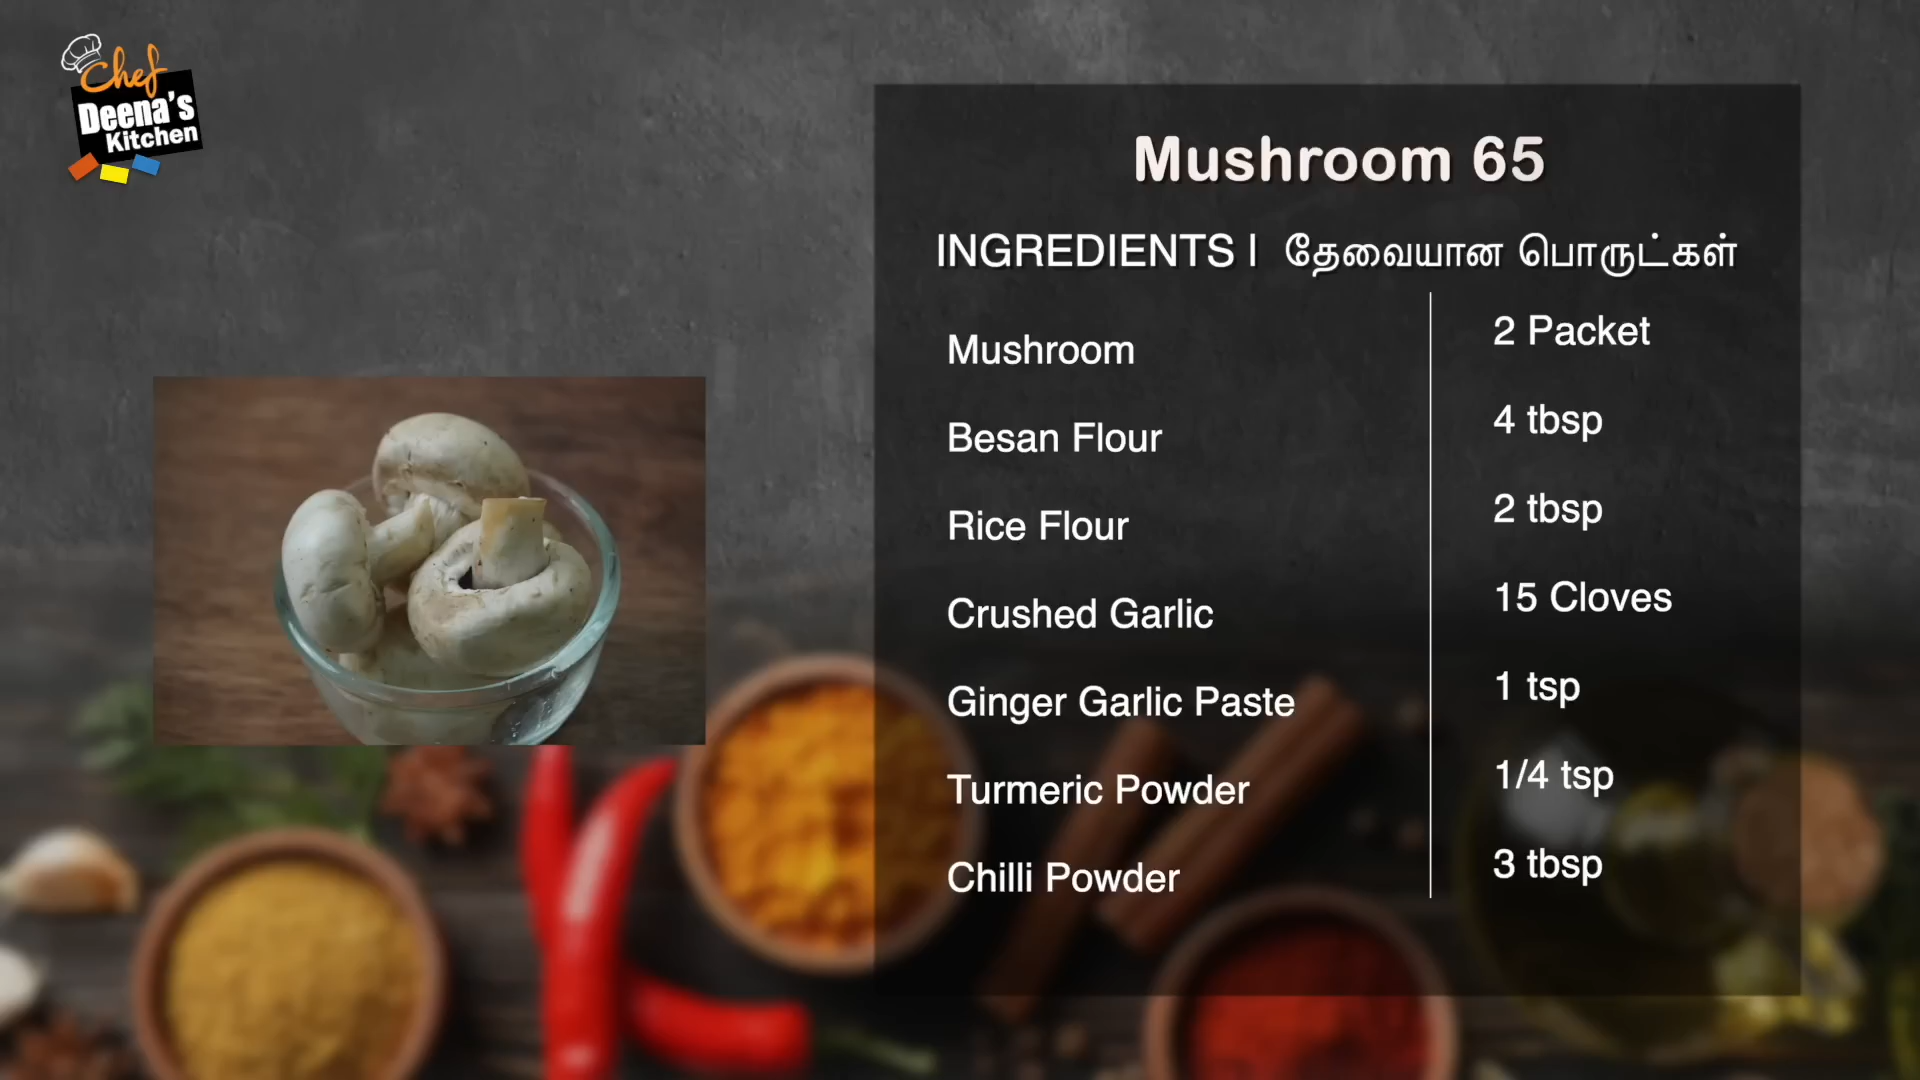 Chef
Deena's
Kitchen
Mushroom 65
INGREDIENTS | தேவையான பொருட்கள்
Mushroom 2 Packet
Besan Flour 4 tbsp
Rice Flour 2 tbsp
Crushed Garlic 15 Cloves
Ginger Garlic Paste 1 tsp
Turmeric Powder 1/4 tsp
Chilli Powder 3 tbsp